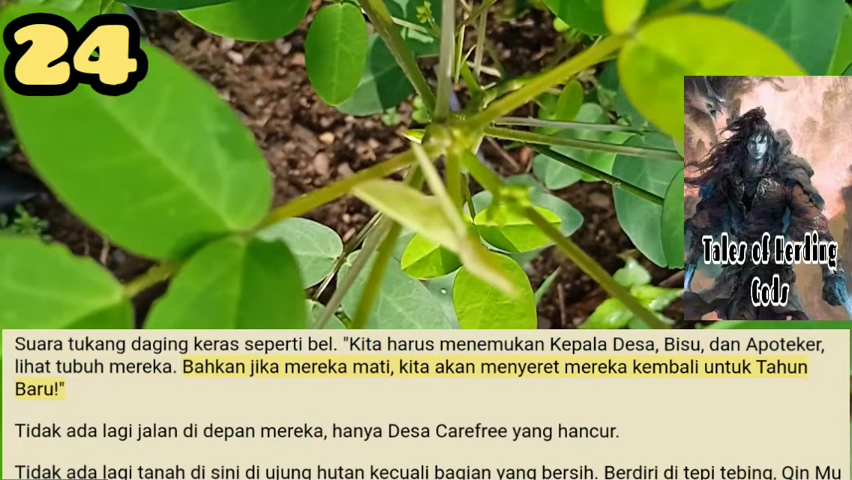 24
Tales of Herding
Gods
Suara tukang daging keras seperti bel. "Kita harus menemukan Kepala Desa, Bisu, dan Apoteker,
lihat tubuh mereka. Bahkan jika mereka mati, kita akan menyeret mereka kembali untuk Tahun
Baru!"
Tidak ada lagi jalan di depan mereka, hanya Desa Carefree yang hancur.
Tidak ada lagi tanah di sini di ujung hutan kecuali bagian yang bersih. Berdiri di tepi tebing, Qin Mu